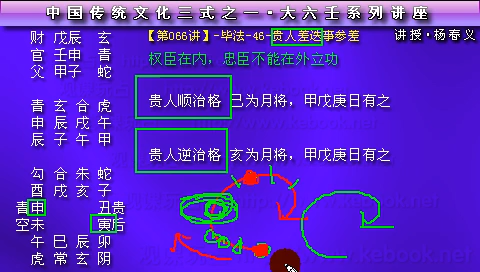 中国传统文化三式之一·大六壬系列讲座
【第066讲】-毕法-46-贵人差迭事参差
讲授·杨春义
财 戊辰 玄
官 壬申 青
父 甲子 蛇
权臣在内，忠臣不能在外立功
青 玄 合 虎
申 辰 戌 午
辰 子 午 甲
贵人顺治格 巳为月将，甲戊庚日有之
贵人逆治格 亥为月将，甲戊庚日有之
勾 合 朱 蛇
酉 戌 亥 子
青 申 丑 贵
空 未 寅 后
午 巳 辰 卯
虎 常 玄 阴
www.kebook.net